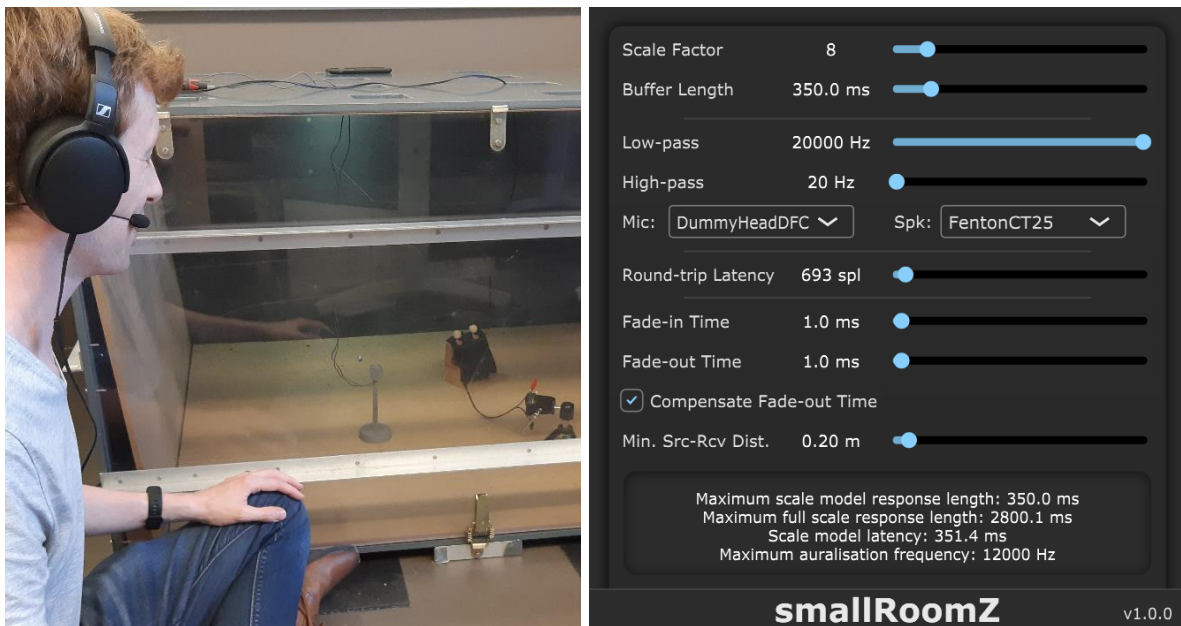 Scale Factor 8
Buffer Length 350.0 ms
Low-pass 20000 Hz
High-pass 20 Hz
Mic: DummyHeadDFC Spk: FentonCT25
Round-trip Latency 693 spl
Fade-in Time 1.0 ms
Fade-out Time 1.0 ms
Compensate Fade-out Time
Min. Src-Rcv Dist. 0.20 m
Maximum scale model response length: 350.0 ms
Maximum full scale response length: 2800.1 ms
Scale model latency: 351.4 ms
Maximum auralisation frequency: 12000 Hz
smallRoomZ v1.0.0